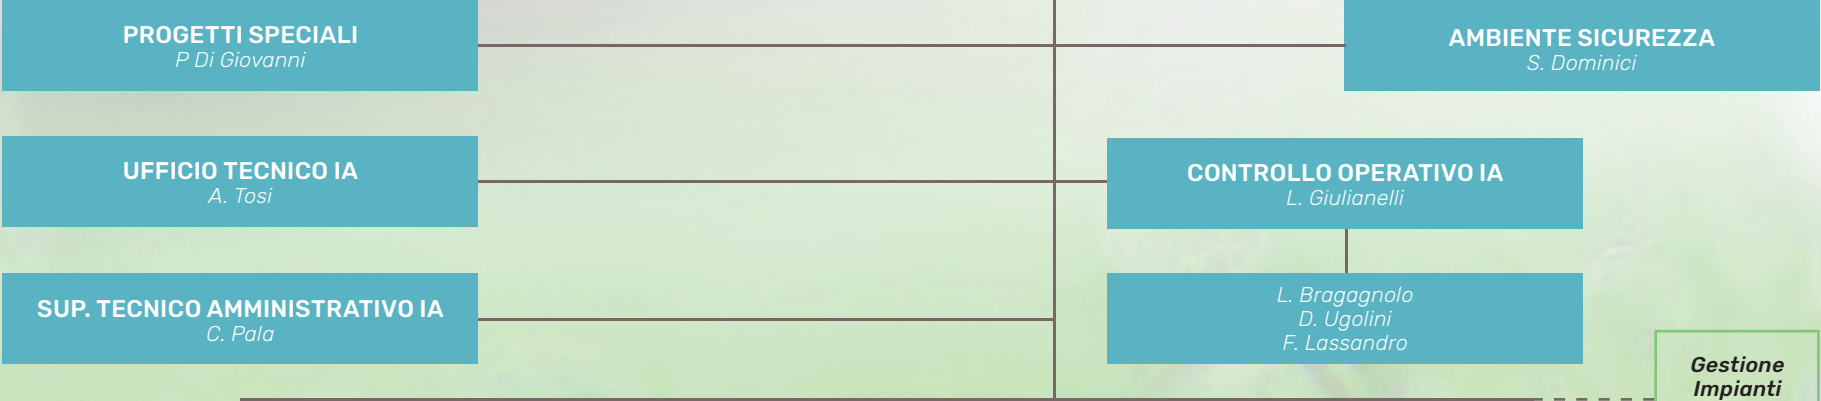 PROGETTI SPECIALI
P Di Giovanni
AMBIENTE SICUREZZA
S. Dominici
UFFICIO TECNICO IA
A. Tosi
CONTROLLO OPERATIVO IA
L. Giulianelli
SUP. TECNICO AMMINISTRATIVO IA
C. Pala
L. Bragagnolo
D. Ugolini
F. Lassandro
Gestione
Impianti